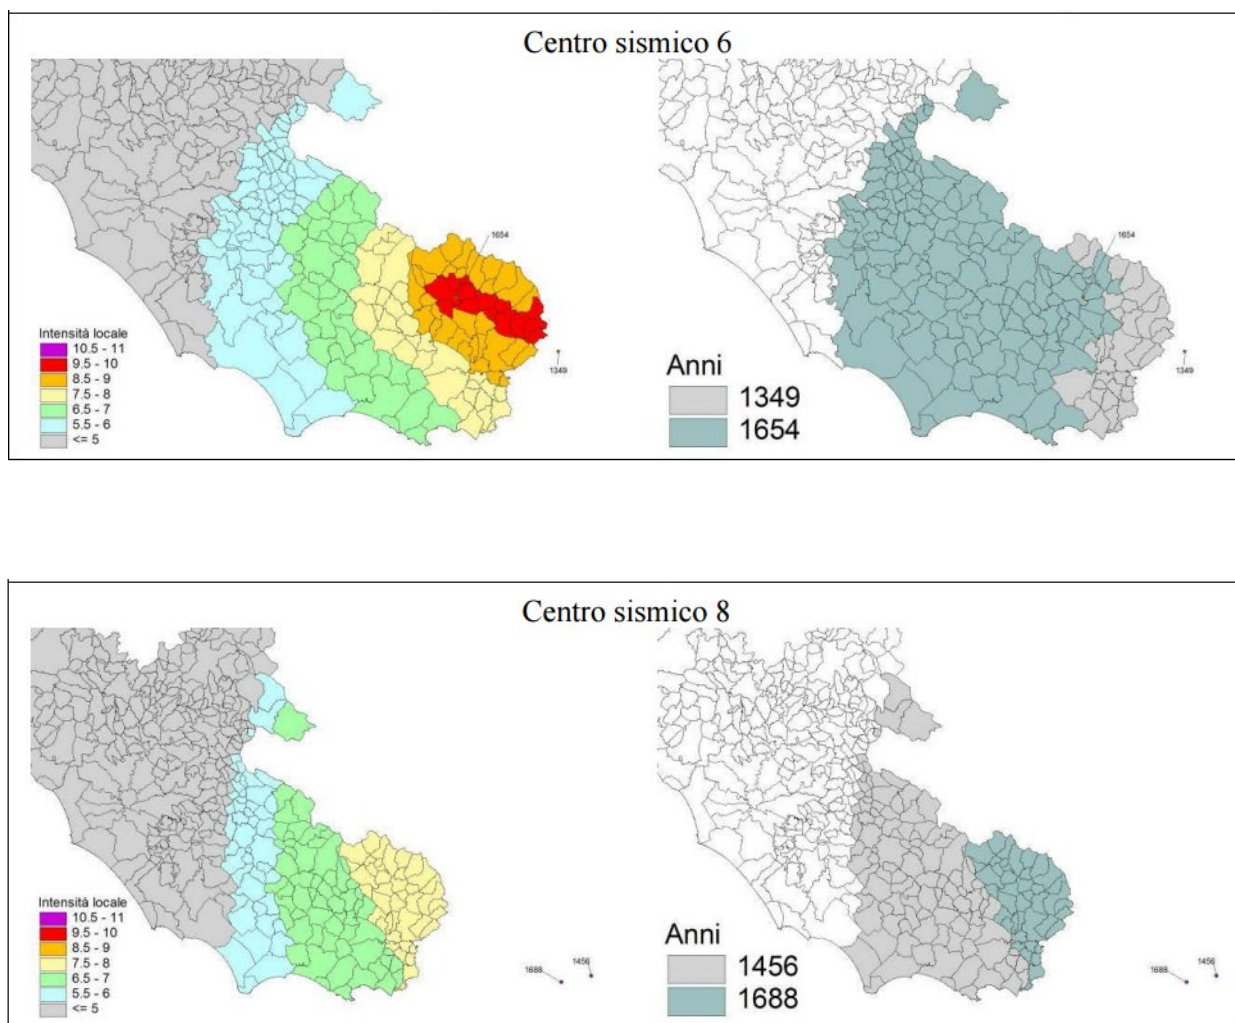 Centro sismico 6
1654
1349
Intensità locale
10.5 - 11
9.5 - 10
8.5 - 9
7.5 - 8
6.5 - 7
5.5 - 6
<= 5
1654
1349
Anni
1349
1654
Centro sismico 8
1688
1456
Intensità locale
10.5 - 11
9.5 - 10
8.5 - 9
7.5 - 8
6.5 - 7
5.5 - 6
<= 5
1688
1456
Anni
1456
1688